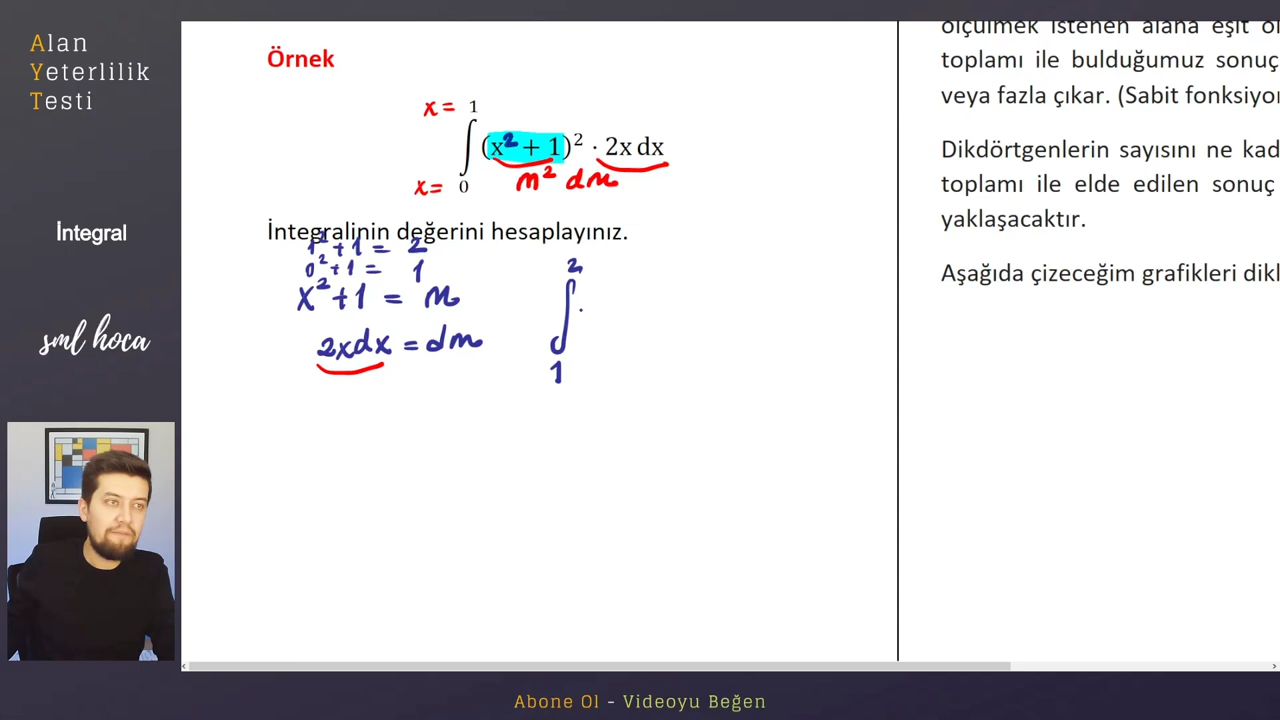 Alan
Yeterlilik
Testi
İntegral
sml hoca
Örnek
x = 1
∫ (x² + 1)² · 2x dx
x = 0
m² dm
İntegralinin değerini hesaplayınız.
1² + 1 = 2
0² + 1 = 1
x² + 1 = m
2xdx = dm
2
∫
1
ölçülmek istenen alana eşit ol
toplamı ile bulduğumuz sonuç
veya fazla çıkar. (Sabit fonksiyon
Dikdörtgenlerin sayısını ne kad
toplamı ile elde edilen sonuç
yaklaşacaktır.
Aşağıda çizeceğim grafikleri dikl
Abone Ol - Videoyu Beğen